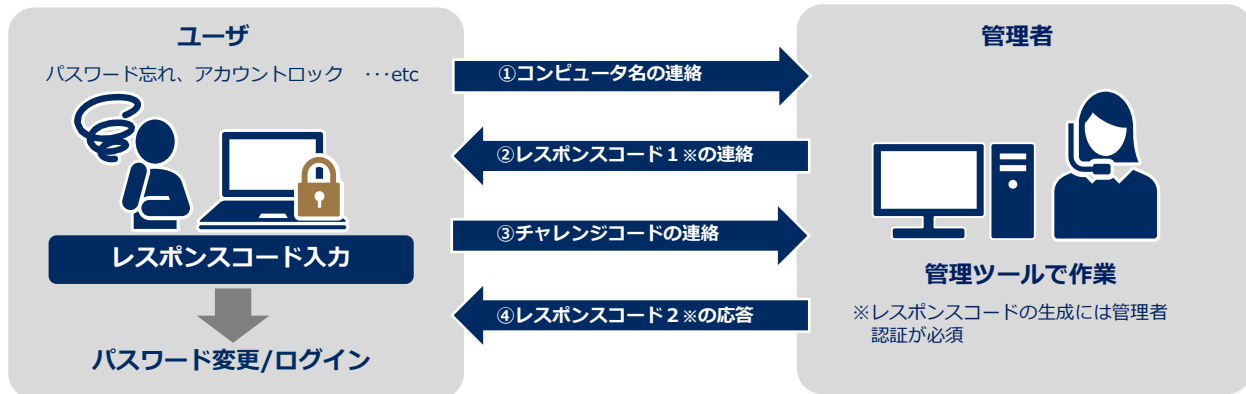 ユーザ
パスワード忘れ、アカウントロック ･･･etc
レスポンスコード入力
パスワード変更/ログイン
①コンピュータ名の連絡
②レスポンスコード１※の連絡
③チャレンジコードの連絡
④レスポンスコード２※の応答
管理者
管理ツールで作業
※レスポンスコードの生成には管理者
認証が必須